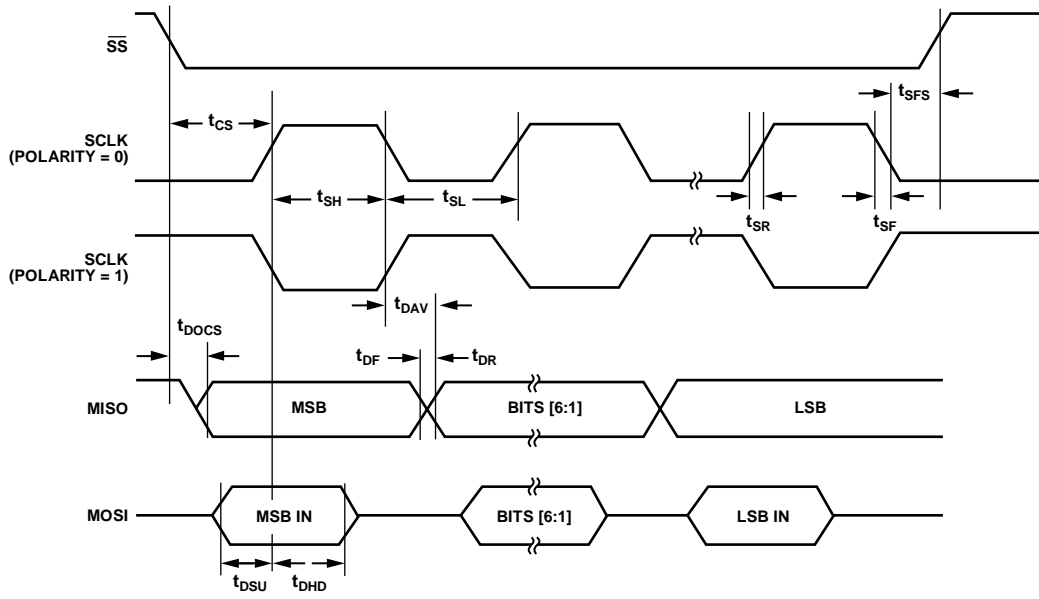 SS
tSFS
tCS
SCLK
(POLARITY = 0)
tSH
tSL
tSR
tSF
SCLK
(POLARITY = 1)
tDAV
tDOCS
tDF
tDR
MISO
MSB
BITS [6:1]
LSB
MOSI
MSB IN
BITS [6:1]
LSB IN
tDSU
tDHD